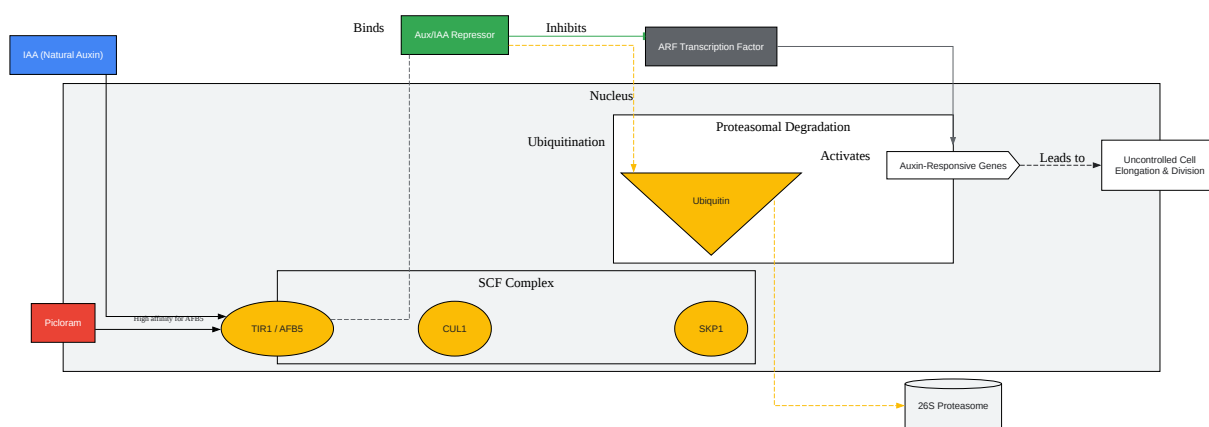 Binds
Aux/IAA Repressor
Inhibits
ARF Transcription Factor
IAA (Natural Auxin)
Nucleus
Proteasomal Degradation
Ubiquitination
Activates
Auxin-Responsive Genes
Leads to
Uncontrolled Cell
Elongation & Division
Ubiquitin
SCF Complex
Picloram
High affinity for AFB5
TIR1 / AFB5
CUL1
SKP1
26S Proteasome